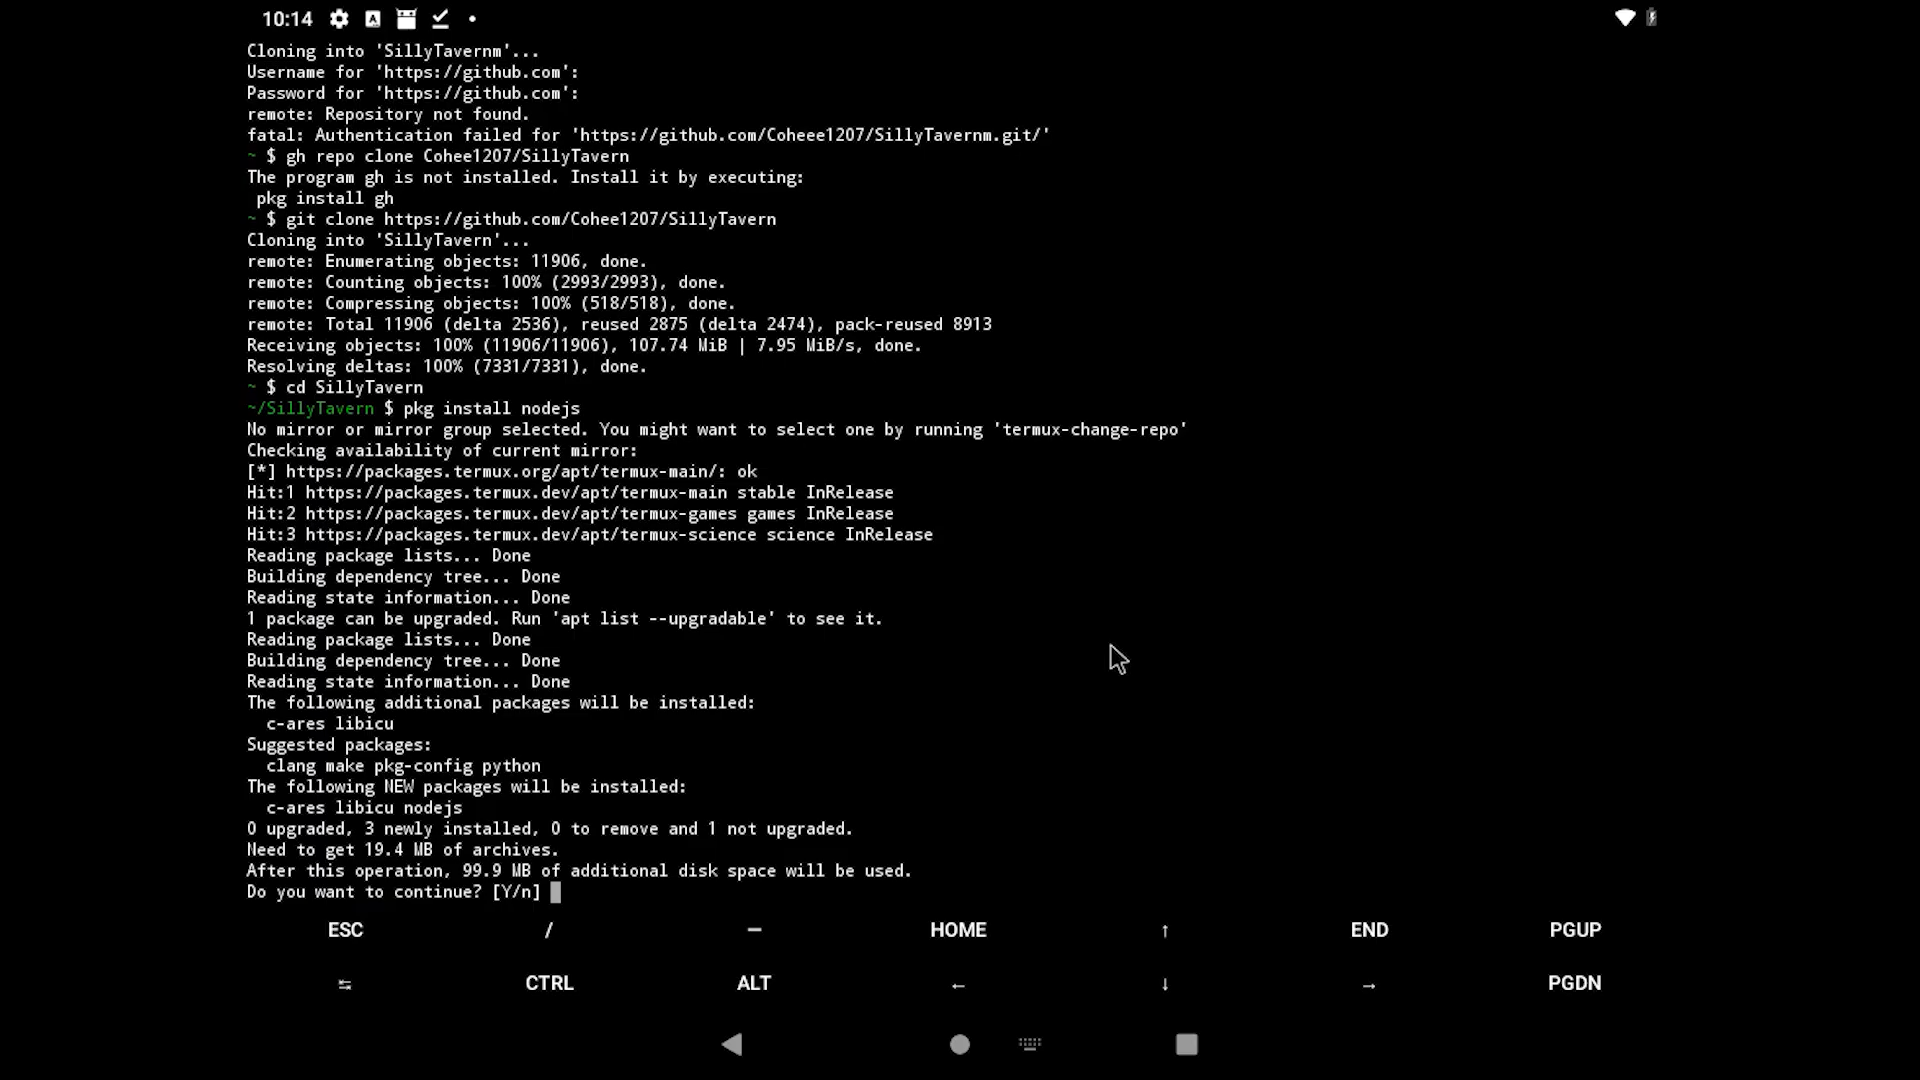 10:14
Cloning into 'SillyTavernm'...
Username for 'https://github.com':
Password for 'https://github.com':
remote: Repository not found.
fatal: Authentication failed for 'https://github.com/Coheee1207/SillyTavernm.git/'
~ $ gh repo clone Cohee1207/SillyTavern
The program gh is not installed. Install it by executing:
pkg install gh
~ $ git clone https://github.com/Cohee1207/SillyTavern
Cloning into 'SillyTavern'...
remote: Enumerating objects: 11906, done.
remote: Counting objects: 100% (2993/2993), done.
remote: Compressing objects: 100% (518/518), done.
remote: Total 11906 (delta 2536), reused 2875 (delta 2474), pack-reused 8913
Receiving objects: 100% (11906/11906), 107.74 MiB | 7.95 MiB/s, done.
Resolving deltas: 100% (7331/7331), done.
~ $ cd SillyTavern
~/SillyTavern $ pkg install nodejs
No mirror or mirror group selected. You might want to select one by running 'termux-change-repo'
Checking availability of current mirror:
[*] https://packages.termux.org/apt/termux-main/: ok
Hit:1 https://packages.termux.dev/apt/termux-main stable InRelease
Hit:2 https://packages.termux.dev/apt/termux-games games InRelease
Hit:3 https://packages.termux.dev/apt/termux-science science InRelease
Reading package lists... Done
Building dependency tree... Done
Reading state information... Done
1 package can be upgraded. Run 'apt list --upgradable' to see it.
Reading package lists... Done
Building dependency tree... Done
Reading state information... Done
The following additional packages will be installed:
c-ares libicu
Suggested packages:
clang make pkg-config python
The following NEW packages will be installed:
c-ares libicu nodejs
0 upgraded, 3 newly installed, 0 to remove and 1 not upgraded.
Need to get 19.4 MB of archives.
After this operation, 99.9 MB of additional disk space will be used.
Do you want to continue? [Y/n]
ESC / — HOME ↑ END PGUP
↹ CTRL ALT ← ↓ → PGDN